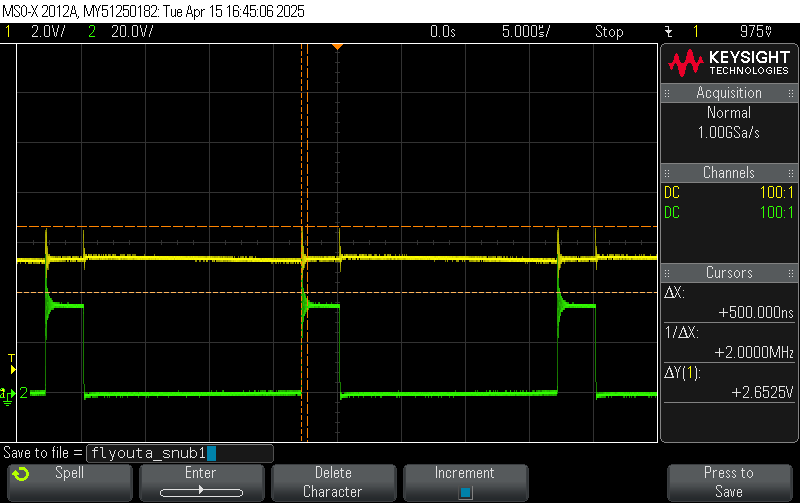 MSO-X 2012A, MY51250182: Tue Apr 15 16:45:06 2025
1 2.0V/ 2 20.0V/ 0.0s 5.000µs/ Stop 1 975mV
KEYSIGHT
TECHNOLOGIES
Acquisition
Normal
1.00GSa/s
Channels
DC 100:1
DC 100:1
Cursors
ΔX:
+500.000ns
1/ΔX:
+2.0000MHz
ΔY(1):
+2.6525V
T
2
Save to file = flyouta_snub1
Spell
Enter
Delete
Character
Increment
Press to
Save